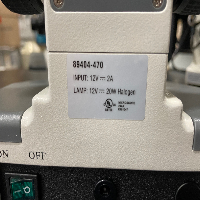 89404-470
INPUT: 12V ⎓ 2A
LAMP: 12V ⎓ 20W Halogen
ON OFF